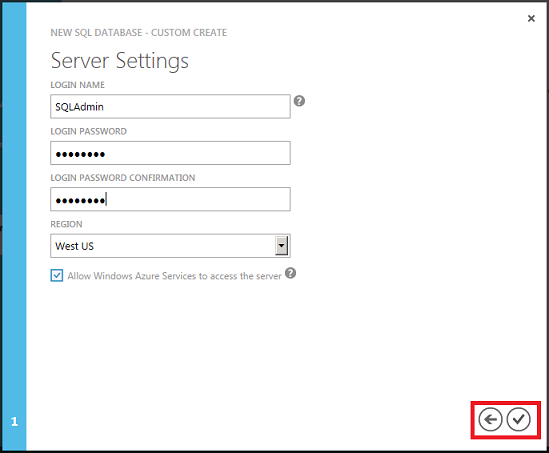 NEW SQL DATABASE - CUSTOM CREATE
Server Settings
LOGIN NAME
SQLAdmin
?
LOGIN PASSWORD
●●●●●●●●
LOGIN PASSWORD CONFIRMATION
●●●●●●●●
REGION
West US
Allow Windows Azure Services to access the server ?
1